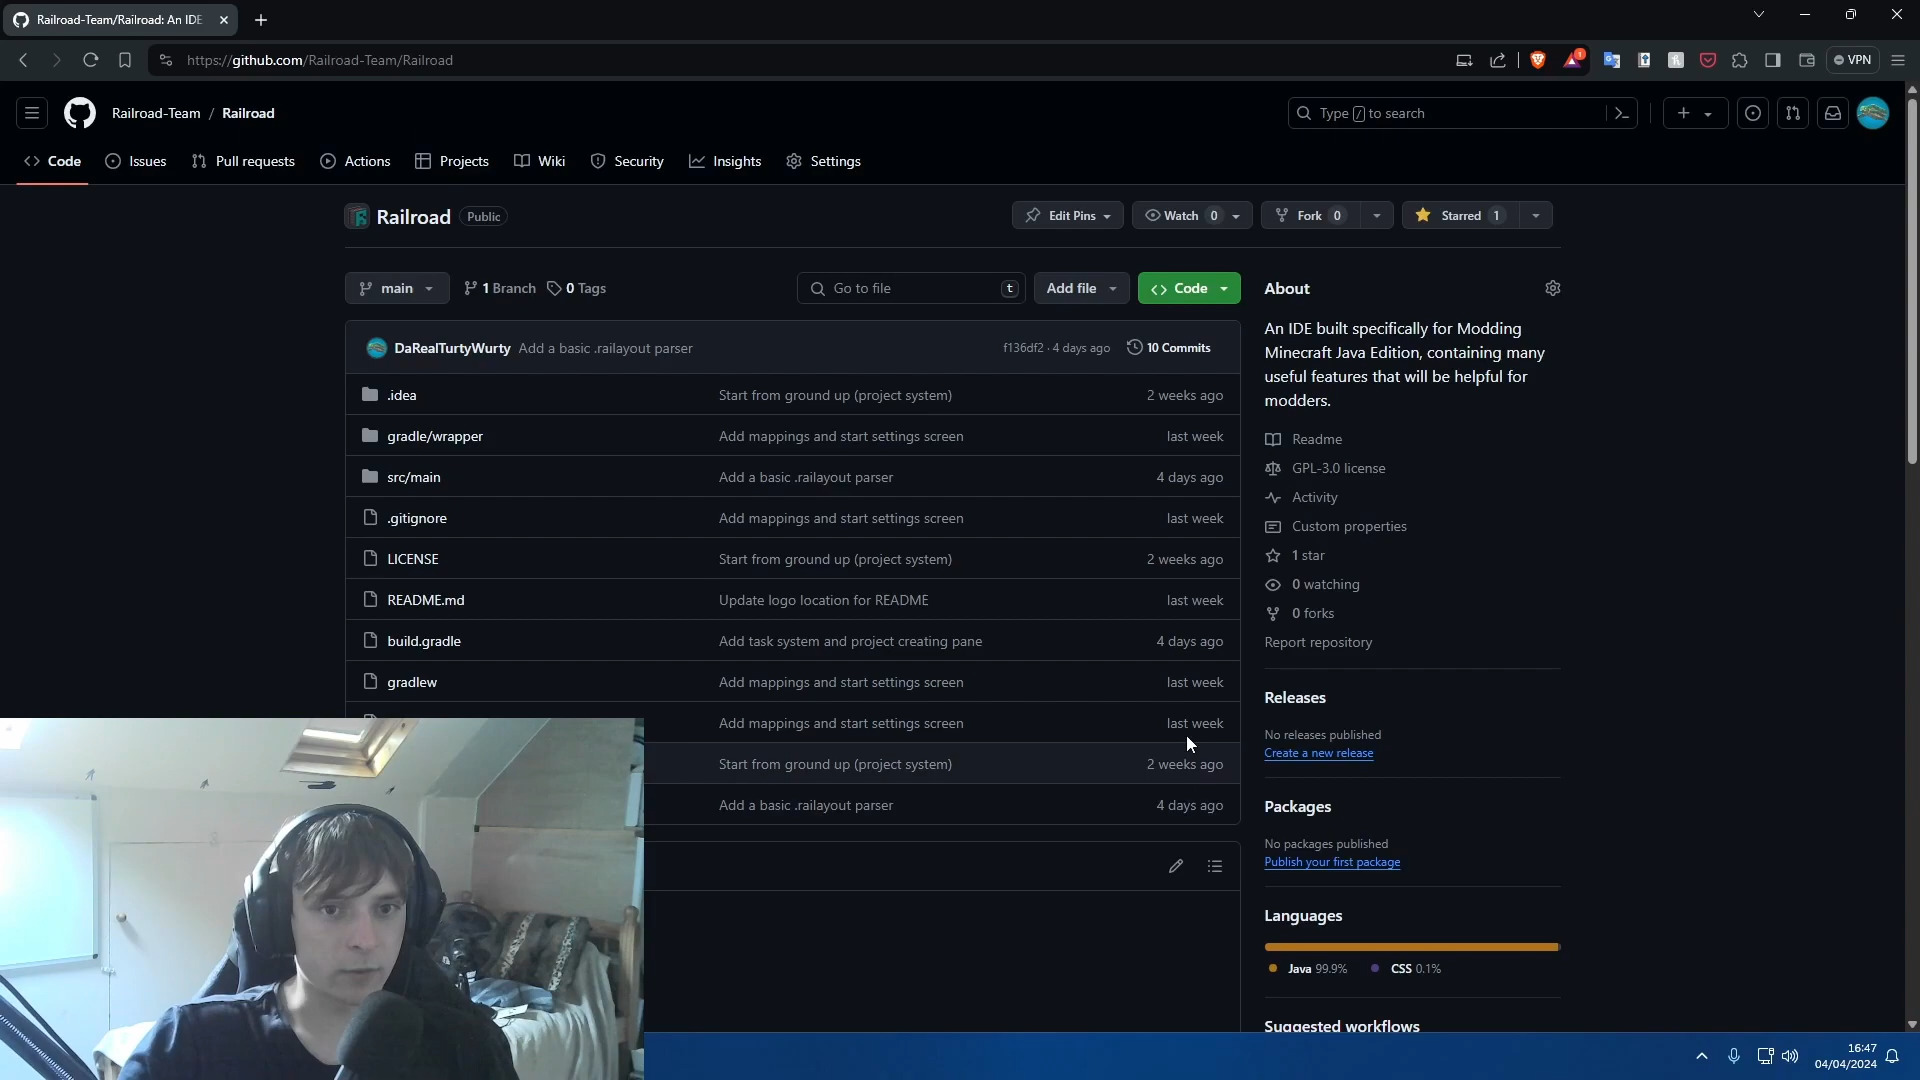 Railroad-Team/Railroad: An IDE
https://github.com/Railroad-Team/Railroad
1
VPN
Railroad-Team / Railroad
Type / to search
Code Issues Pull requests Actions Projects Wiki Security Insights Settings
Railroad Public
Edit Pins Watch 0 Fork 0 Starred 1
main 1 Branch 0 Tags Go to file t Add file Code
DaRealTurtyWurty Add a basic .railayout parser f136df2 · 4 days ago 10 Commits
.idea Start from ground up (project system) 2 weeks ago
gradle/wrapper Add mappings and start settings screen last week
src/main Add a basic .railayout parser 4 days ago
.gitignore Add mappings and start settings screen last week
LICENSE Start from ground up (project system) 2 weeks ago
README.md Update logo location for README last week
build.gradle Add task system and project creating pane 4 days ago
gradlew Add mappings and start settings screen last week
Add mappings and start settings screen last week
Start from ground up (project system) 2 weeks ago
Add a basic .railayout parser 4 days ago
About
An IDE built specifically for Modding
Minecraft Java Edition, containing many
useful features that will be helpful for
modders.
Readme
GPL-3.0 license
Activity
Custom properties
1 star
0 watching
0 forks
Report repository
Releases
No releases published
Create a new release
Packages
No packages published
Publish your first package
Languages
Java 99.9% CSS 0.1%
Suggested workflows
16:47
04/04/2024